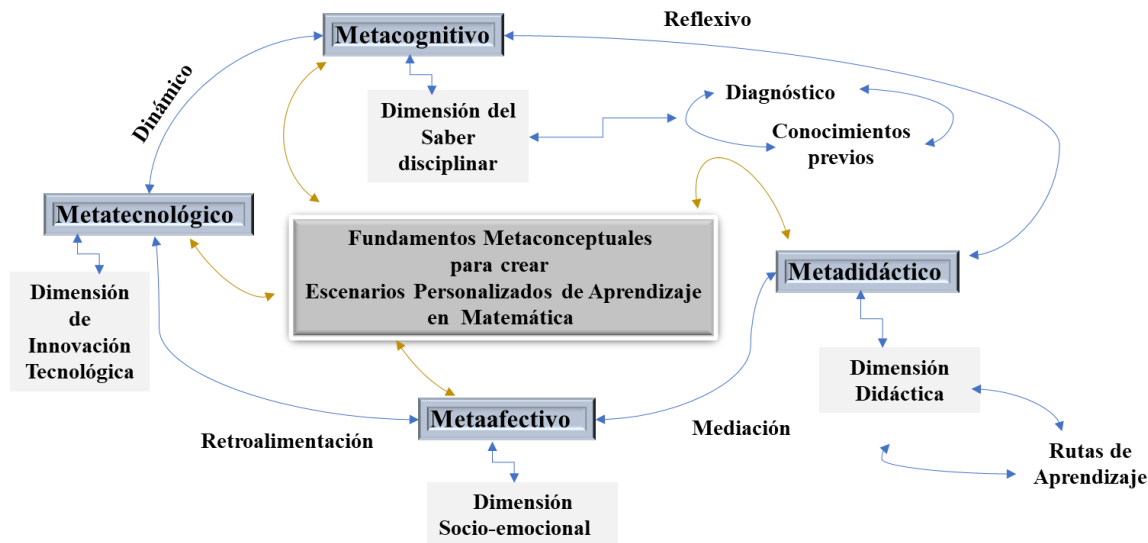 Reflexivo
Metacognitivo
Dinámico
Dimensión del
Saber
disciplinar
Diagnóstico
Conocimientos
previos
Metatecnológico
Fundamentos Metaconceptuales
para crear
Escenarios Personalizados de Aprendizaje
en Matemática
Metadidáctico
Dimensión
de
Innovación
Tecnológica
Dimensión
Didáctica
Metaafectivo
Retroalimentación
Mediación
Rutas de
Aprendizaje
Dimensión
Socio-emocional